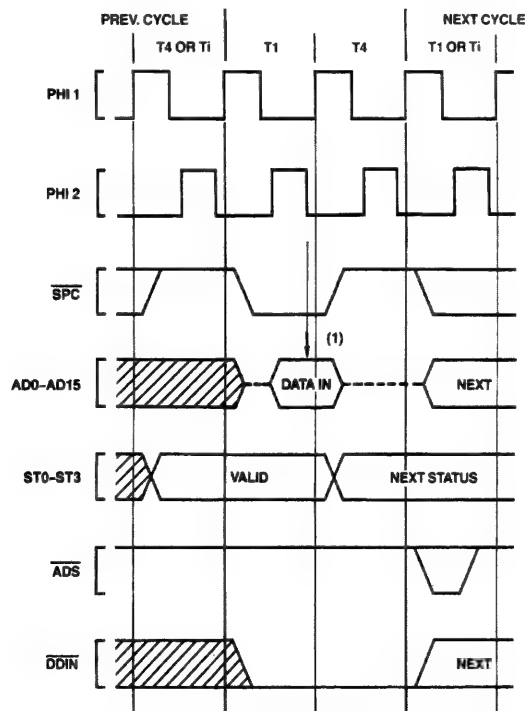 PREV. CYCLE NEXT CYCLE
T4 OR Ti T1 T4 T1 OR Ti
PHI 1
PHI 2
SPC
(1)
AD0–AD15 DATA IN NEXT
ST0–ST3 VALID NEXT STATUS
ADS
DDIN NEXT